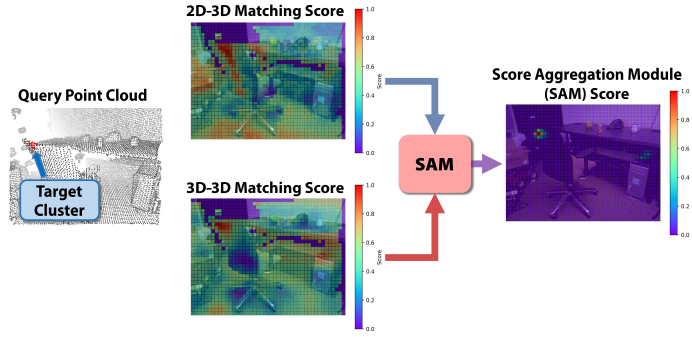 2D-3D Matching Score
1.0
0.8
0.6
0.4
0.2
0.0
Score
Query Point Cloud
Target
Cluster
3D-3D Matching Score
1.0
0.8
0.6
0.4
0.2
0.0
Score
SAM
Score Aggregation Module
(SAM) Score
1.0
0.8
0.6
0.4
0.2
0.0